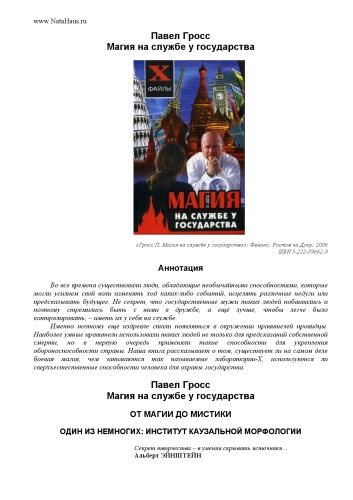 www.NataHaus.ru
Павел Гросс
Магия на службе у государства
X
ФАЙЛЫ
МАГИЯ
НА СЛУЖБЕ У
ГОСУДАРСТВА
«Гросс П. Магия на службе у государства»: Феникс; Ростов на Дону; 2006
ISBN 5-222-09662-9
Аннотация
Во все времена существовали люди, обладающие необычайными способностями, которые
могли усилием свой воли изменять ход каких-либо событий, исцелять различные недуги или
предсказывать будущее. Не секрет, что государственные мужи таких людей побаивались и
поэтому стремились быть с ними в дружбе, а ещё лучше, чтобы легче было
контролировать, – иметь их у себя на службе.
Именно поэтому еще издревле стали появляться в окружении правителей провидцы.
Наиболее умные правители использовали таких людей не только для предсказаний собственной
смерти, но в первую очередь применяли такие способности для укрепления
обороноспособности страны. Наша книга рассказывает о том, существует ли на самом деле
боевая магия, чем занимаются так называемые лаборатории-X, используются ли
сверхъестественные способности человека для охраны государства.
Павел Гросс
Магия на службе у государства
ОТ МАГИИ ДО МИСТИКИ
ОДИН ИЗ НЕМНОГИХ: ИНСТИТУТ КАУЗАЛЬНОЙ МОРФОЛОГИИ
Секрет творчества – в умении скрывать источники…
Альберт ЭЙНШТЕЙН